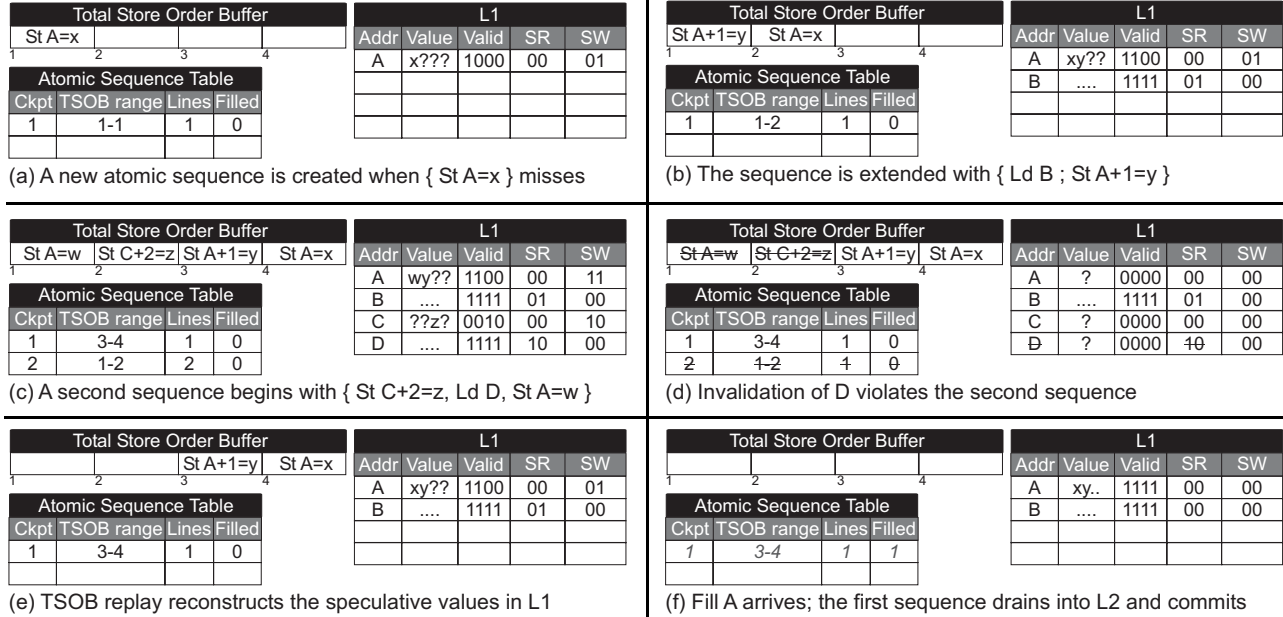 Total Store Order Buffer
St A=x
1 2 3 4
Atomic Sequence Table
Ckpt TSOB range Lines Filled
1 1-1 1 0
L1
Addr Value Valid SR SW
A x??? 1000 00 01
(a) A new atomic sequence is created when { St A=x } misses
Total Store Order Buffer
St A+1=y St A=x
1 2 3 4
Atomic Sequence Table
Ckpt TSOB range Lines Filled
1 1-2 1 0
L1
Addr Value Valid SR SW
A xy?? 1100 00 01
B .... 1111 01 00
(b) The sequence is extended with { Ld B ; St A+1=y }
Total Store Order Buffer
St A=w St C+2=z St A+1=y St A=x
1 2 3 4
Atomic Sequence Table
Ckpt TSOB range Lines Filled
1 3-4 1 0
2 1-2 2 0
L1
Addr Value Valid SR SW
A wy?? 1100 00 11
B .... 1111 01 00
C ??z? 0010 00 10
D .... 1111 10 00
(c) A second sequence begins with { St C+2=z, Ld D, St A=w }
Total Store Order Buffer
St A=w St C+2=z St A+1=y St A=x
1 2 3 4
Atomic Sequence Table
Ckpt TSOB range Lines Filled
1 3-4 1 0
2 1-2 1 0
L1
Addr Value Valid SR SW
A ? 0000 00 00
B .... 1111 01 00
C ? 0000 00 00
D ? 0000 10 00
(d) Invalidation of D violates the second sequence
Total Store Order Buffer
St A+1=y St A=x
1 2 3 4
Atomic Sequence Table
Ckpt TSOB range Lines Filled
1 3-4 1 0
L1
Addr Value Valid SR SW
A xy?? 1100 00 01
B .... 1111 01 00
(e) TSOB replay reconstructs the speculative values in L1
Total Store Order Buffer
1 2 3 4
Atomic Sequence Table
Ckpt TSOB range Lines Filled
1 3-4 1 1
L1
Addr Value Valid SR SW
A xy.. 1111 00 00
B .... 1111 00 00
(f) Fill A arrives; the first sequence drains into L2 and commits